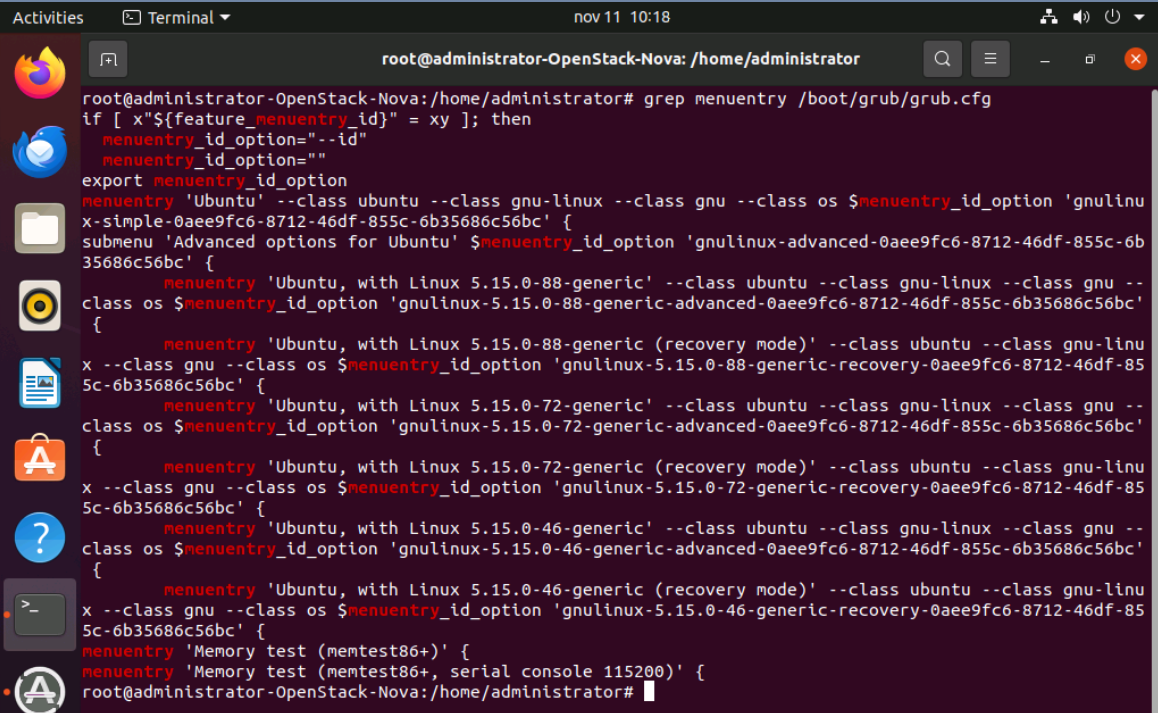 Activities
Terminal
nov 11 10:18
root@administrator-OpenStack-Nova: /home/administrator
root@administrator-OpenStack-Nova:/home/administrator# grep menuentry /boot/grub/grub.cfg
if [ x"${feature_menuentry_id}" = xy ]; then
  menuentry_id_option="--id"
  menuentry_id_option=""
export menuentry_id_option
menuentry 'Ubuntu' --class ubuntu --class gnu-linux --class gnu --class os $menuentry_id_option 'gnulinu
x-simple-0aee9fc6-8712-46df-855c-6b35686c56bc' {
submenu 'Advanced options for Ubuntu' $menuentry_id_option 'gnulinux-advanced-0aee9fc6-8712-46df-855c-6b
35686c56bc' {
        menuentry 'Ubuntu, with Linux 5.15.0-88-generic' --class ubuntu --class gnu-linux --class gnu --
class os $menuentry_id_option 'gnulinux-5.15.0-88-generic-advanced-0aee9fc6-8712-46df-855c-6b35686c56bc'
 {
        menuentry 'Ubuntu, with Linux 5.15.0-88-generic (recovery mode)' --class ubuntu --class gnu-linu
x --class gnu --class os $menuentry_id_option 'gnulinux-5.15.0-88-generic-recovery-0aee9fc6-8712-46df-85
5c-6b35686c56bc' {
        menuentry 'Ubuntu, with Linux 5.15.0-72-generic' --class ubuntu --class gnu-linux --class gnu --
class os $menuentry_id_option 'gnulinux-5.15.0-72-generic-advanced-0aee9fc6-8712-46df-855c-6b35686c56bc'
 {
        menuentry 'Ubuntu, with Linux 5.15.0-72-generic (recovery mode)' --class ubuntu --class gnu-linu
x --class gnu --class os $menuentry_id_option 'gnulinux-5.15.0-72-generic-recovery-0aee9fc6-8712-46df-85
5c-6b35686c56bc' {
        menuentry 'Ubuntu, with Linux 5.15.0-46-generic' --class ubuntu --class gnu-linux --class gnu --
class os $menuentry_id_option 'gnulinux-5.15.0-46-generic-advanced-0aee9fc6-8712-46df-855c-6b35686c56bc'
 {
        menuentry 'Ubuntu, with Linux 5.15.0-46-generic (recovery mode)' --class ubuntu --class gnu-linu
x --class gnu --class os $menuentry_id_option 'gnulinux-5.15.0-46-generic-recovery-0aee9fc6-8712-46df-85
5c-6b35686c56bc' {
menuentry 'Memory test (memtest86+)' {
menuentry 'Memory test (memtest86+, serial console 115200)' {
root@administrator-OpenStack-Nova:/home/administrator#